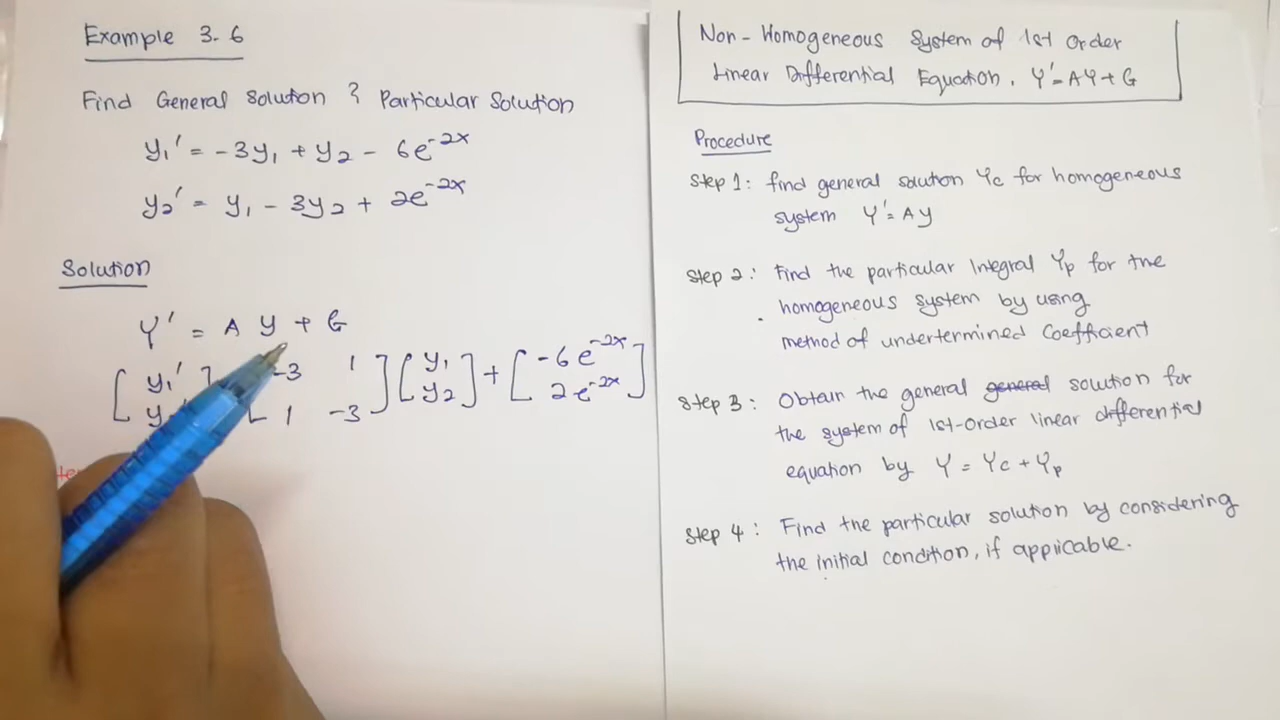 Example 3.6
Find General Solution ? Particular Solution
y₁' = -3y₁ + y₂ - 6e⁻²ˣ
y₂' = y₁ - 3y₂ + 2e⁻²ˣ
Solution
Y' = A Y + G
[y₁'] -3 1] [y₁] + [-6e⁻²ˣ]
[y [ 1 -3] [y₂] [2e⁻²ˣ]
Non-Homogeneous System of 1st Order
Linear Differential Equation. Y' = AY + G
Procedure
Step 1: find general solution Yc for homogeneous
system Y' = AY
Step 2: Find the particular Integral Yp for the
homogeneous system by using
method of undertermined Coefficient
Step 3: Obtain the general general solution for
the system of 1st-Order linear differential
equation by Y = Yc + Yp
Step 4: Find the particular solution by considering
the initial condition, if applicable.